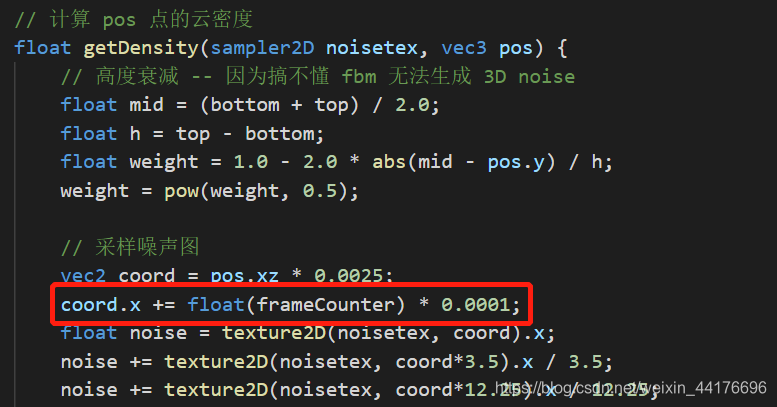 // 计算 pos 点的云密度
float getDensity(sampler2D noisetex, vec3 pos) {
// 高度衰减 -- 因为搞不懂 fbm 无法生成 3D noise
float mid = (bottom + top) / 2.0;
float h = top - bottom;
float weight = 1.0 - 2.0 * abs(mid - pos.y) / h;
weight = pow(weight, 0.5);
// 采样噪声图
vec2 coord = pos.xz * 0.0025;
coord.x += float(frameCounter) * 0.0001;
float noise = texture2D(noisetex, coord).x;
noise += texture2D(noisetex, coord*3.5).x / 3.5;
noise += texture2D(noisetex, coord*12.25).x / 12.25;
https://blog.csdn.net/weixin_44176696